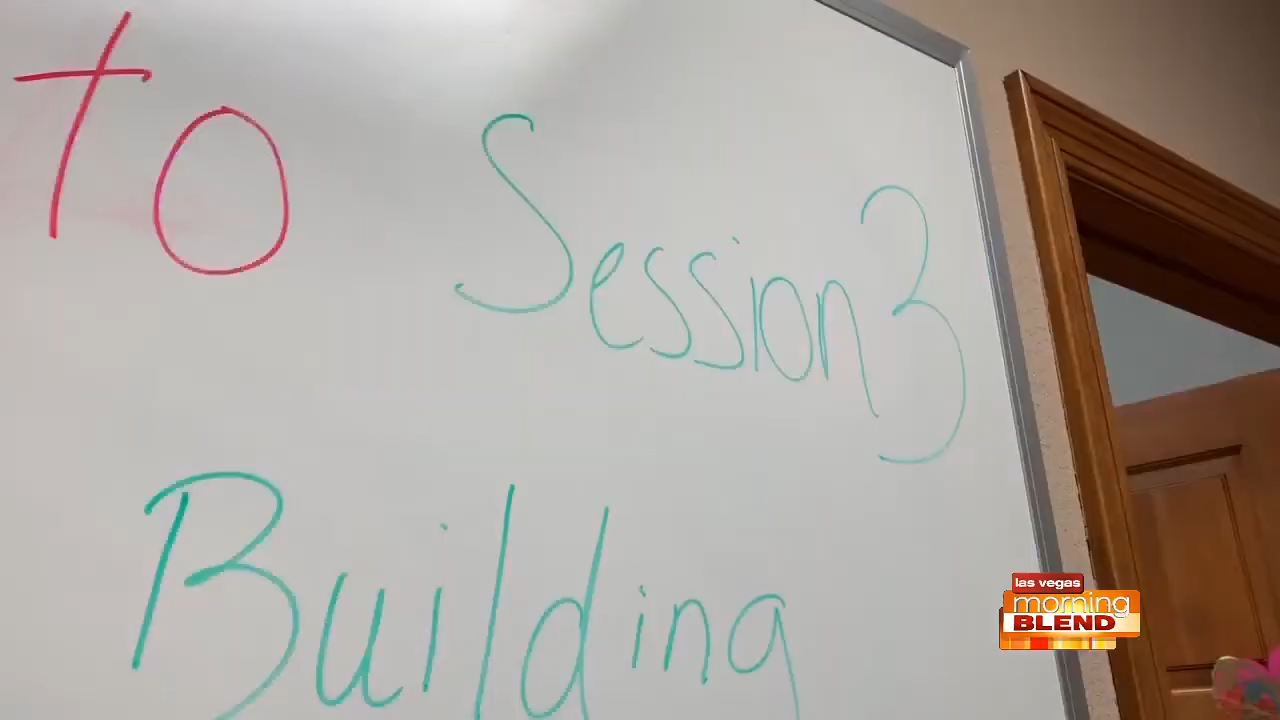 to
Session 3
Building
las vegas
morning
BLEND